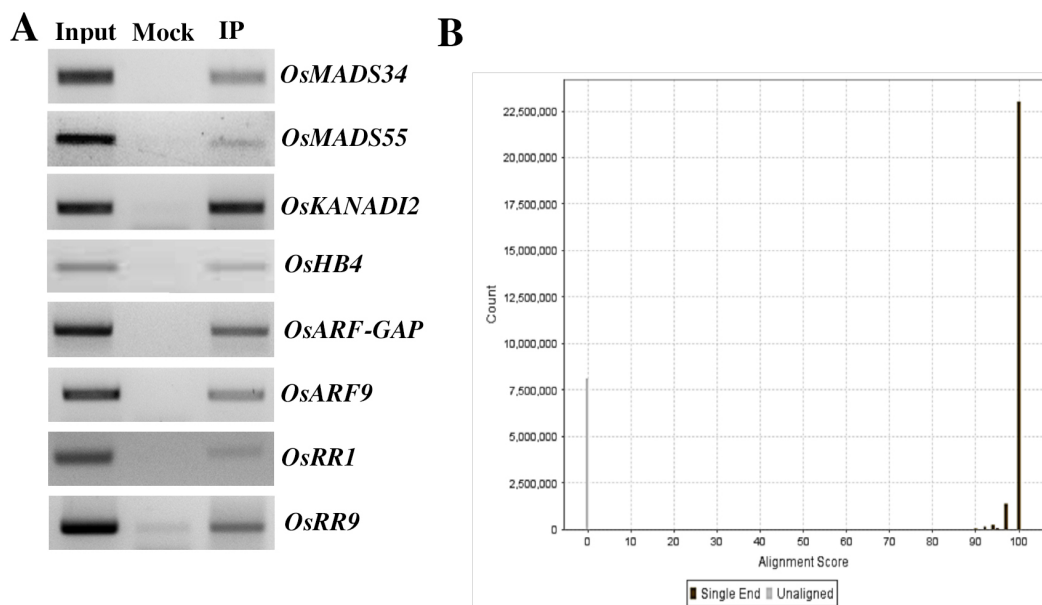 A
Input Mock IP
OsMADS34
OsMADS55
OsKANADI2
OsHB4
OsARF-GAP
OsARF9
OsRR1
OsRR9
B
22,500,000
20,000,000
17,500,000
15,000,000
12,500,000
10,000,000
7,500,000
5,000,000
2,500,000
0
Count
0 10 20 30 40 50 60 70 80 90 100
Alignment Score
Single End Unaligned